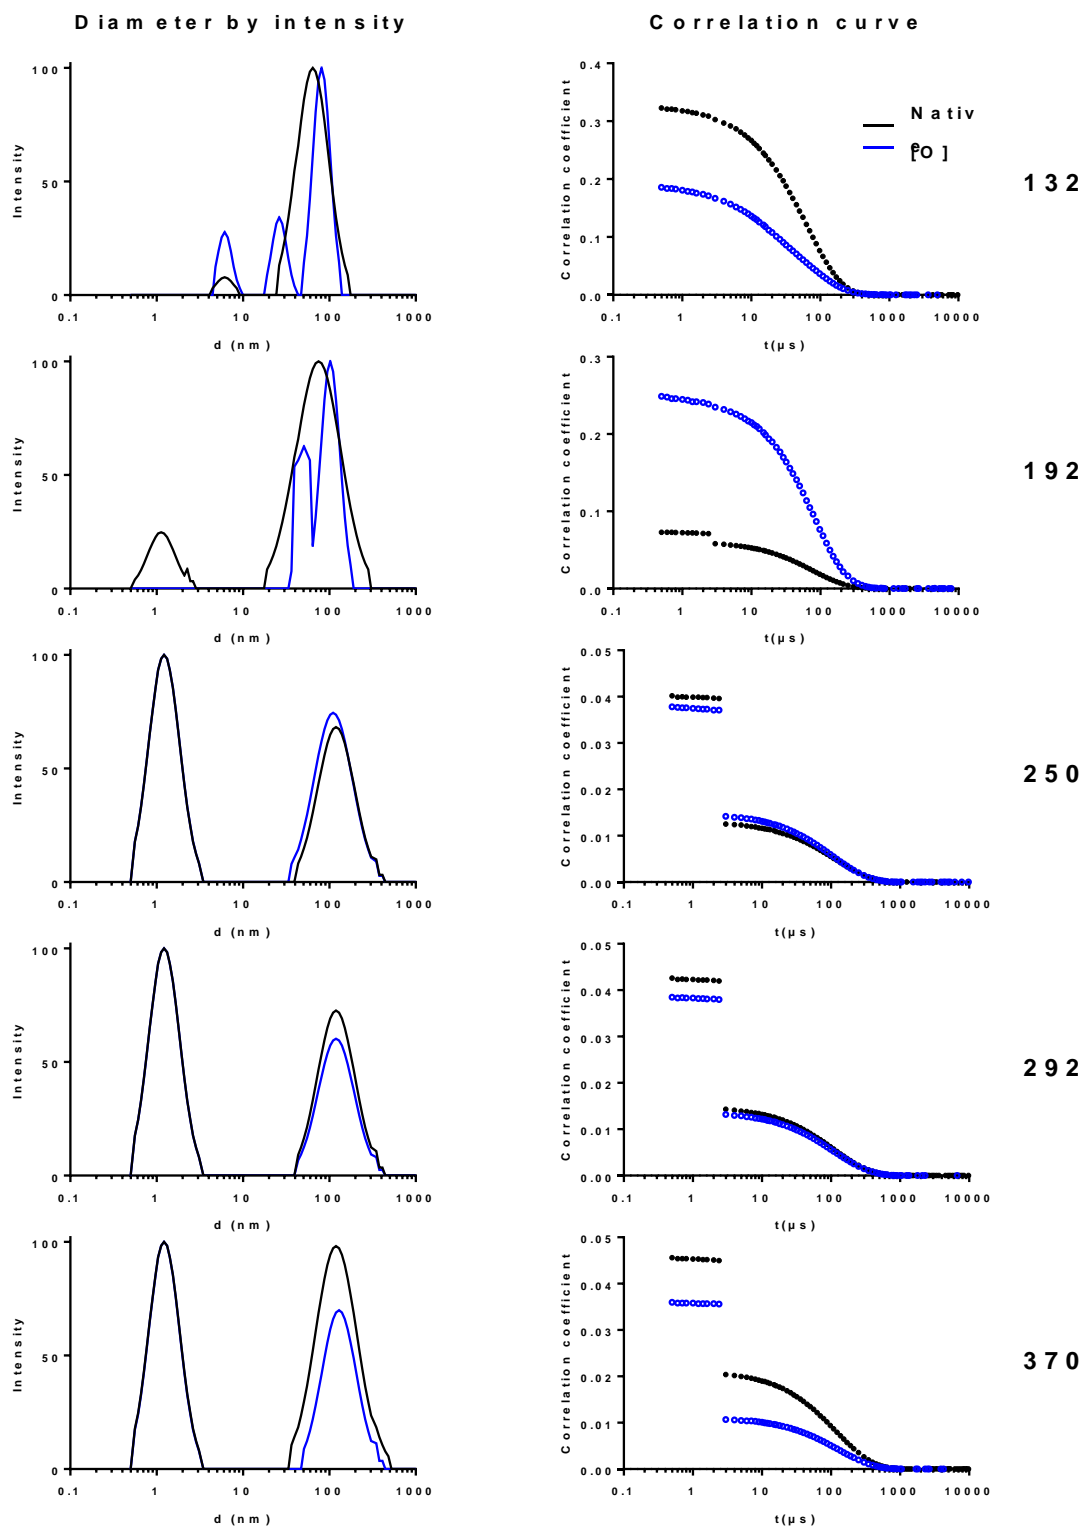 Diameter by intensity
Correlation curve
100
50
0
Intensity
0.1 1 10 100 1000
d (nm)
0.4
0.3
0.2
0.1
0.0
Correlation coefficient
0.1 1 10 100 1000 10000
t(µs)
Nativ
e
[O]
132
100
50
0
Intensity
0.1 1 10 100 1000
d (nm)
0.3
0.2
0.1
0.0
Correlation coefficient
0.1 1 10 100 1000 10000
t(µs)
192
100
50
0
Intensity
0.1 1 10 100 1000
d (nm)
0.05
0.04
0.03
0.02
0.01
0.00
Correlation coefficient
0.1 1 10 100 1000 10000
t(µs)
250
100
50
0
Intensity
0.1 1 10 100 1000
d (nm)
0.05
0.04
0.03
0.02
0.01
0.00
Correlation coefficient
0.1 1 10 100 1000 10000
t(µs)
292
100
50
0
Intensity
0.1 1 10 100 1000
d (nm)
0.05
0.04
0.03
0.02
0.01
0.00
Correlation coefficient
0.1 1 10 100 1000 10000
t(µs)
370